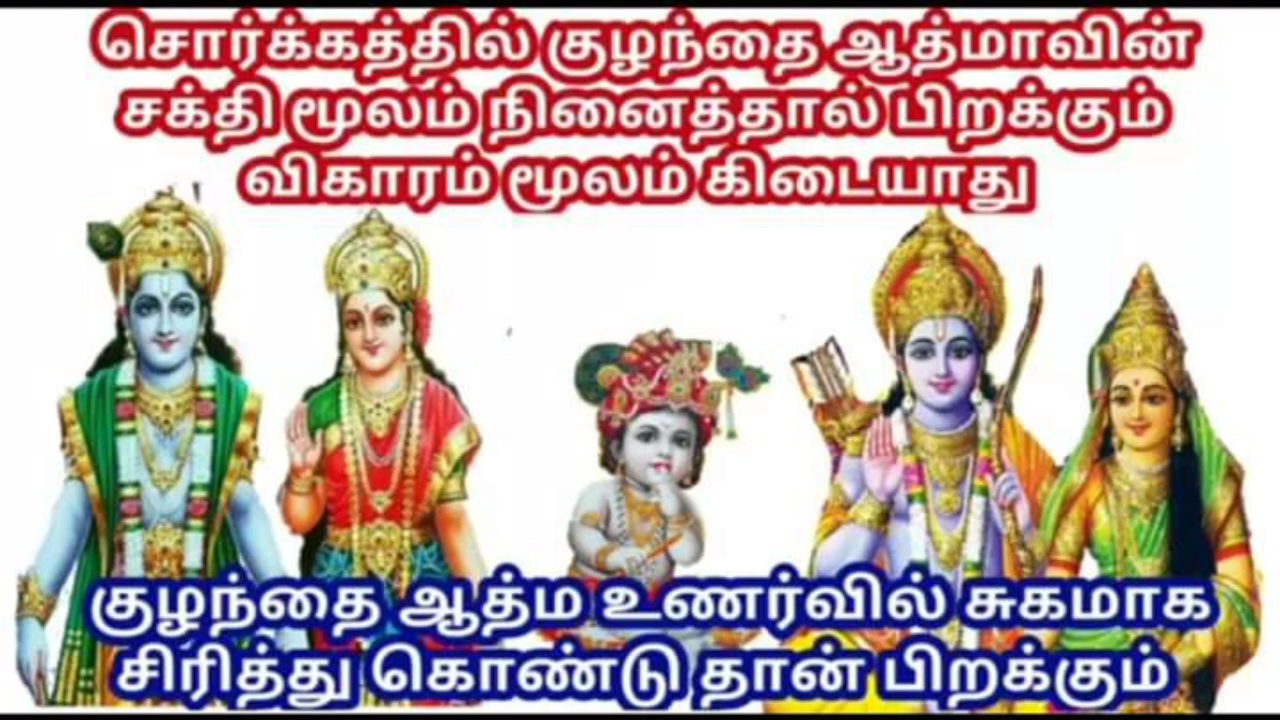 சொர்க்கத்தில் குழந்தை ஆத்மாவின்
சக்தி மூலம் நினைத்தால் பிறக்கும்
விகாரம் மூலம் கிடையாது
குழந்தை ஆத்ம உணர்வில் சுகமாக
சிரித்து கொண்டு தான் பிறக்கும்